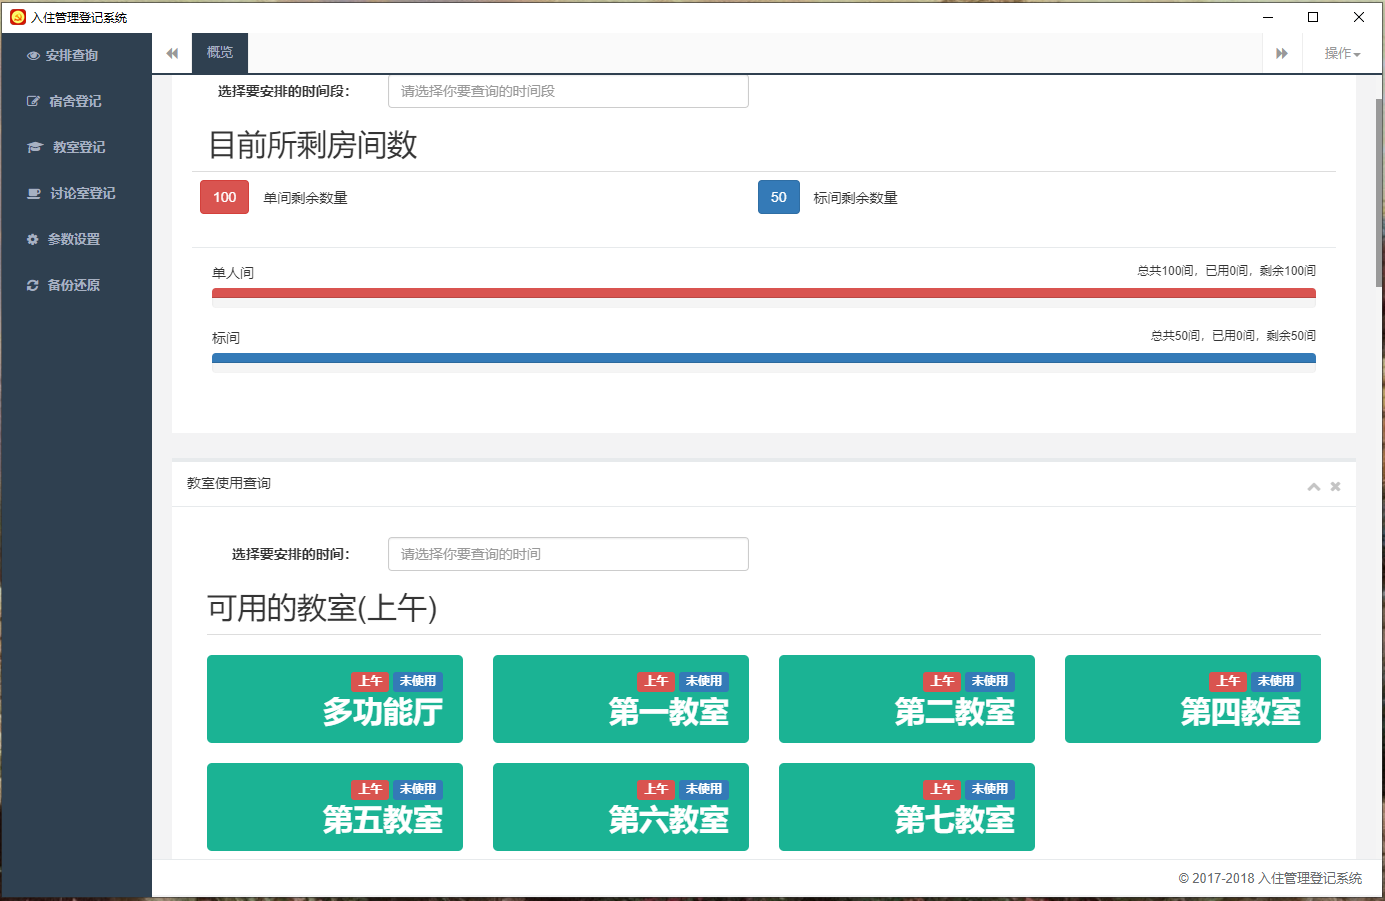 入住管理登记系统
安排查询
宿舍登记
教室登记
讨论室登记
参数设置
备份还原
概览
操作
选择要安排的时间段：
请选择你要查询的时间段
目前所剩房间数
100 单间剩余数量
50 标间剩余数量
单人间
总共100间，已用0间，剩余100间
标间
总共50间，已用0间，剩余50间
教室使用查询
选择要安排的时间：
请选择你要查询的时间
可用的教室(上午)
上午 未使用
多功能厅
上午 未使用
第一教室
上午 未使用
第二教室
上午 未使用
第四教室
上午 未使用
第五教室
上午 未使用
第六教室
上午 未使用
第七教室
© 2017-2018 入住管理登记系统